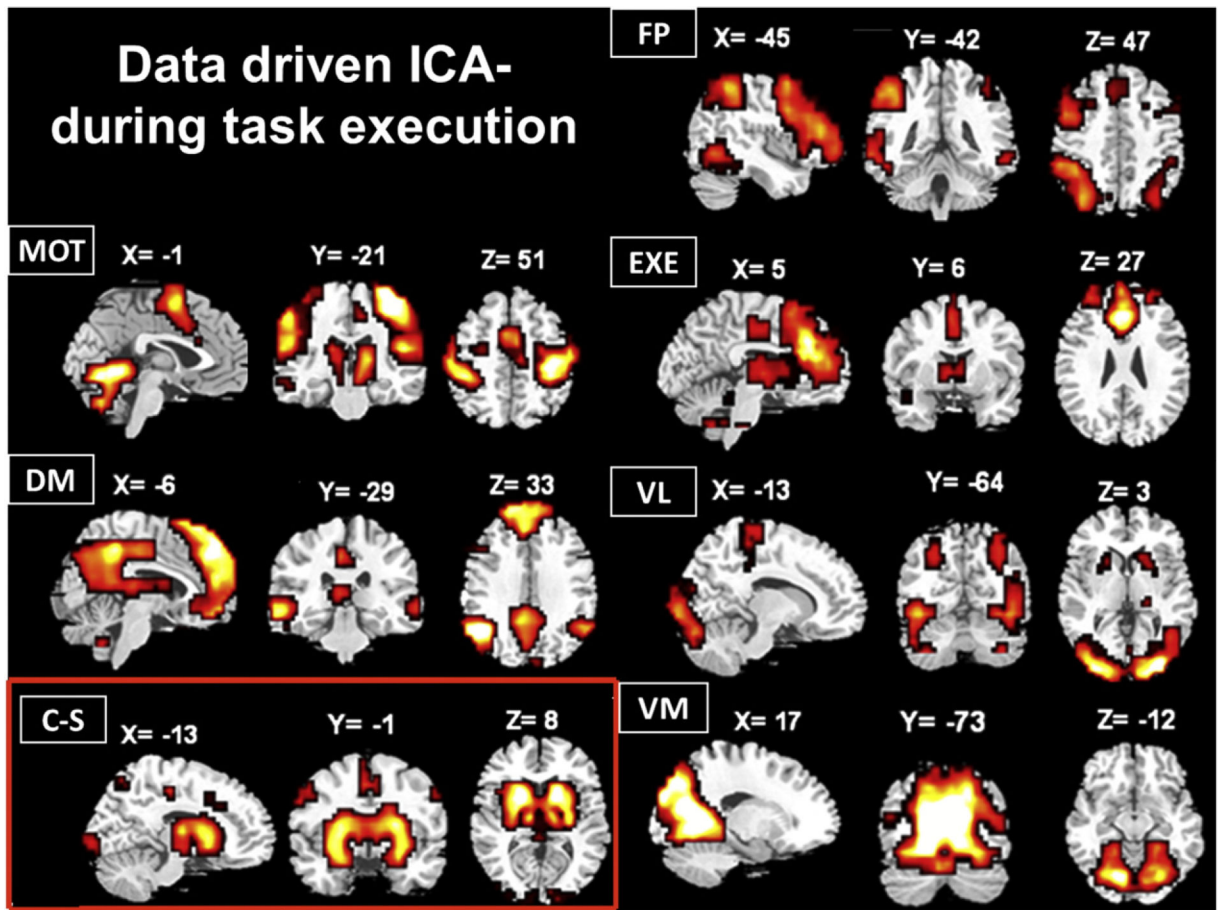 Data driven ICA-
during task execution
FP
X= -45
Y= -42
Z= 47
MOT
X= -1
Y= -21
Z= 51
EXE
X= 5
Y= 6
Z= 27
DM
X= -6
Y= -29
Z= 33
VL
X= -13
Y= -64
Z= 3
C-S
X= -13
Y= -1
Z= 8
VM
X= 17
Y= -73
Z= -12